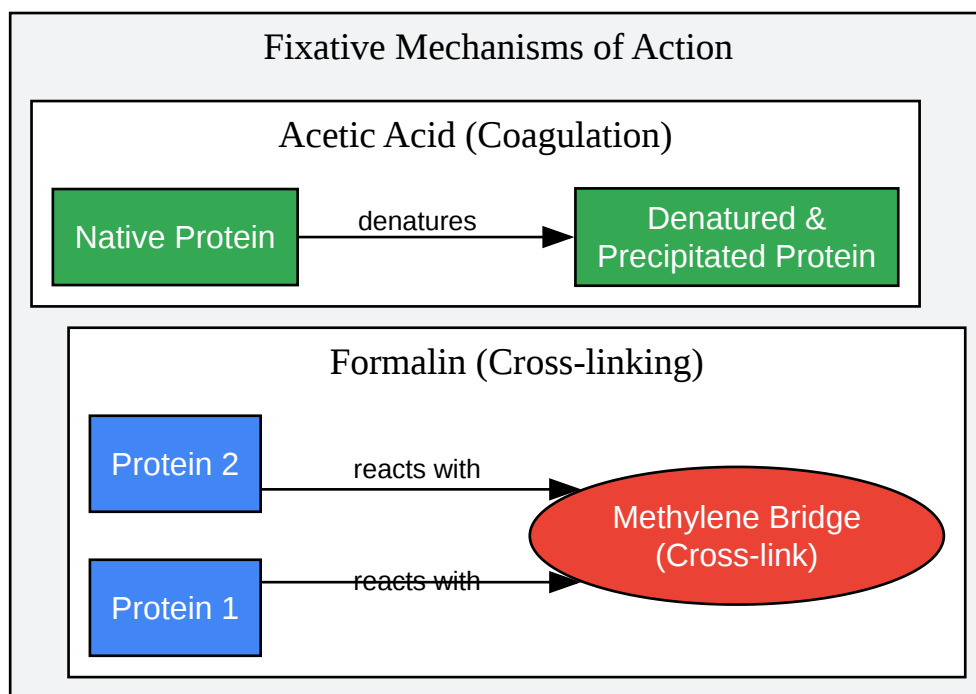 Fixative Mechanisms of Action
Acetic Acid (Coagulation)
Native Protein
denatures
Denatured &
Precipitated Protein
Formalin (Cross-linking)
Protein 2
reacts with
Methylene Bridge
(Cross-link)
Protein 1
reacts with